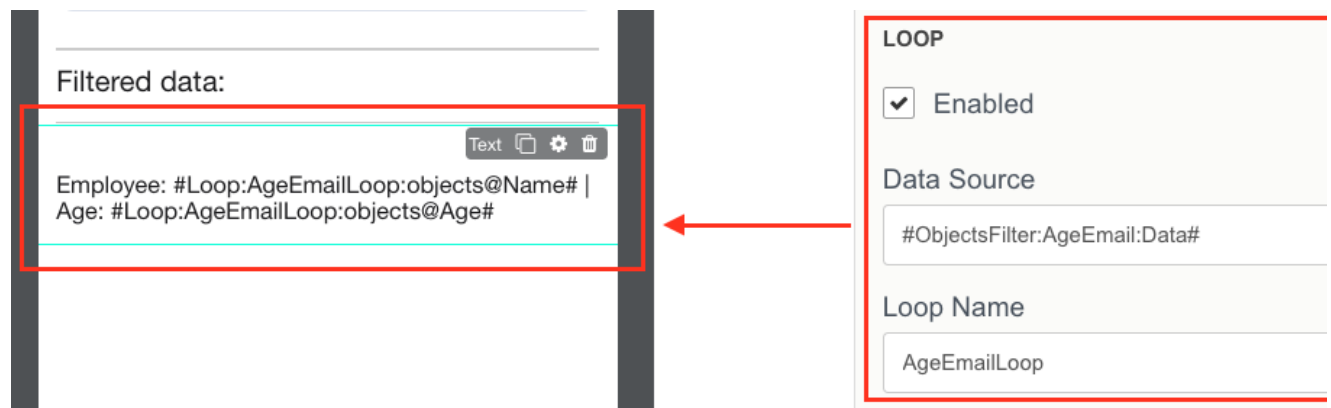 Filtered data:
Text
Employee: #Loop:AgeEmailLoop:objects@Name# |
Age: #Loop:AgeEmailLoop:objects@Age#
LOOP
Enabled
Data Source
#ObjectsFilter:AgeEmail:Data#
Loop Name
AgeEmailLoop